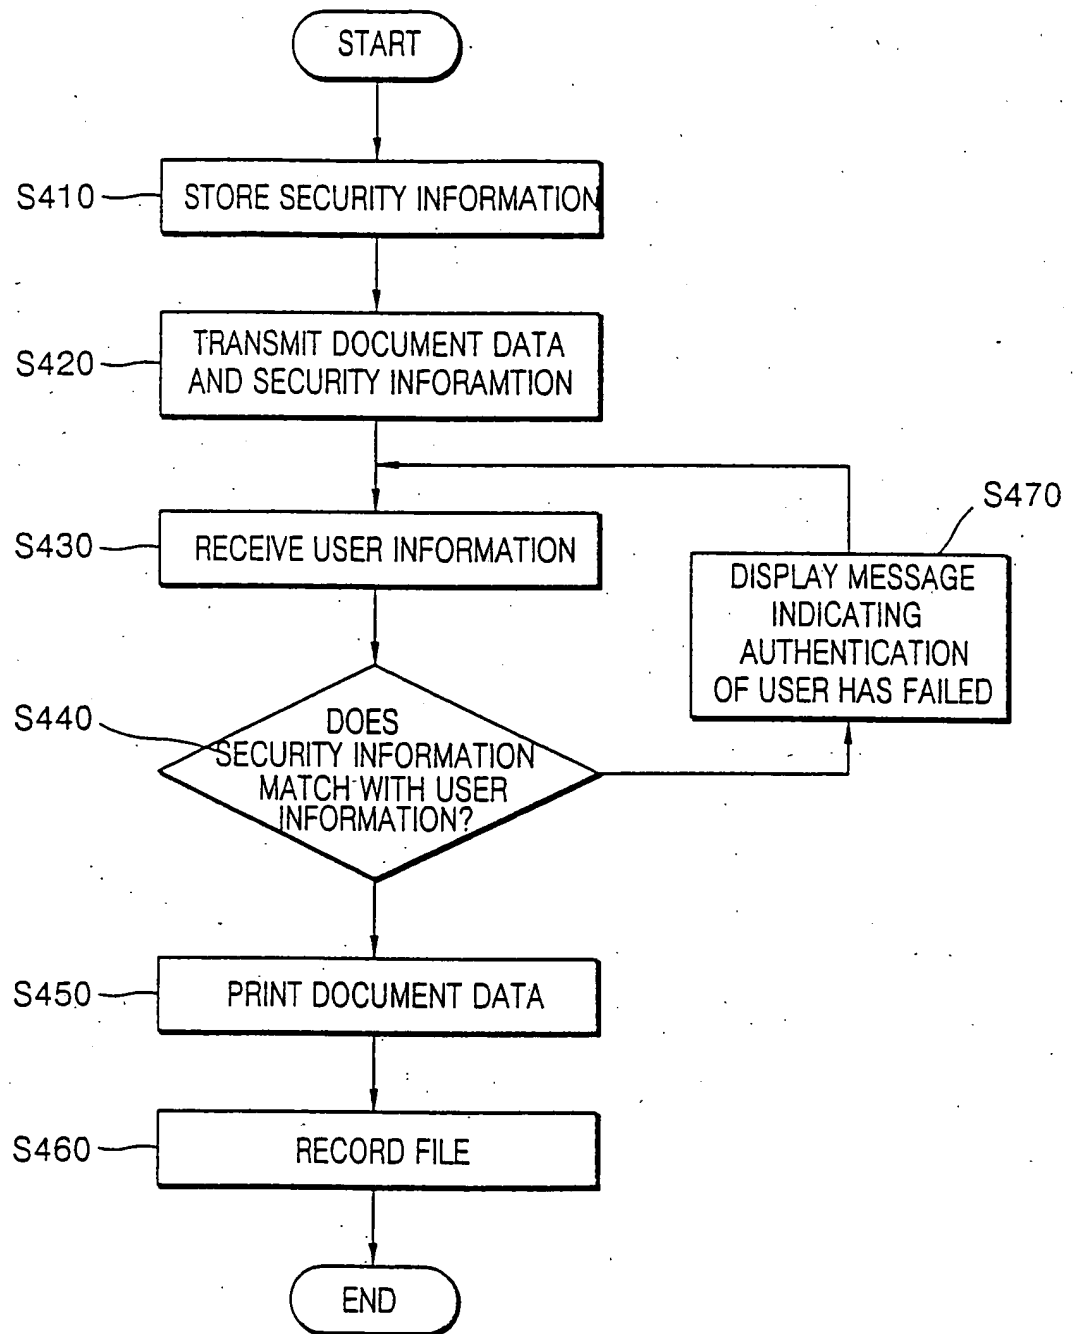 START
S410
STORE SECURITY INFORMATION
S420
TRANSMIT DOCUMENT DATA
AND SECURITY INFORAMTION
S430
RECEIVE USER INFORMATION
S470
DISPLAY MESSAGE
INDICATING
AUTHENTICATION
OF USER HAS FAILED
S440
DOES
SECURITY INFORMATION
MATCH WITH USER
INFORMATION?
S450
PRINT DOCUMENT DATA
S460
RECORD FILE
END